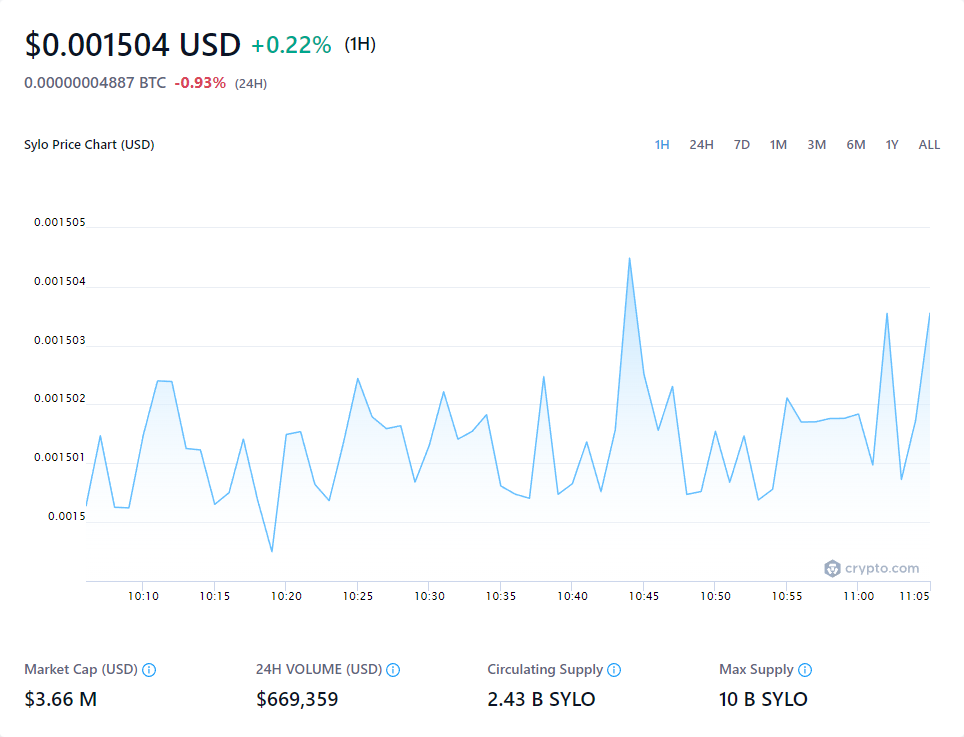 $0.001504 USD +0.22% (1H)
0.00000004887 BTC -0.93% (24H)
Sylo Price Chart (USD)
1H 24H 7D 1M 3M 6M 1Y ALL
0.001505
0.001504
0.001503
0.001502
0.001501
0.0015
crypto.com
10:10 10:15 10:20 10:25 10:30 10:35 10:40 10:45 10:50 10:55 11:00 11:05
Market Cap (USD) 24H VOLUME (USD) Circulating Supply Max Supply
$3.66 M $669,359 2.43 B SYLO 10 B SYLO